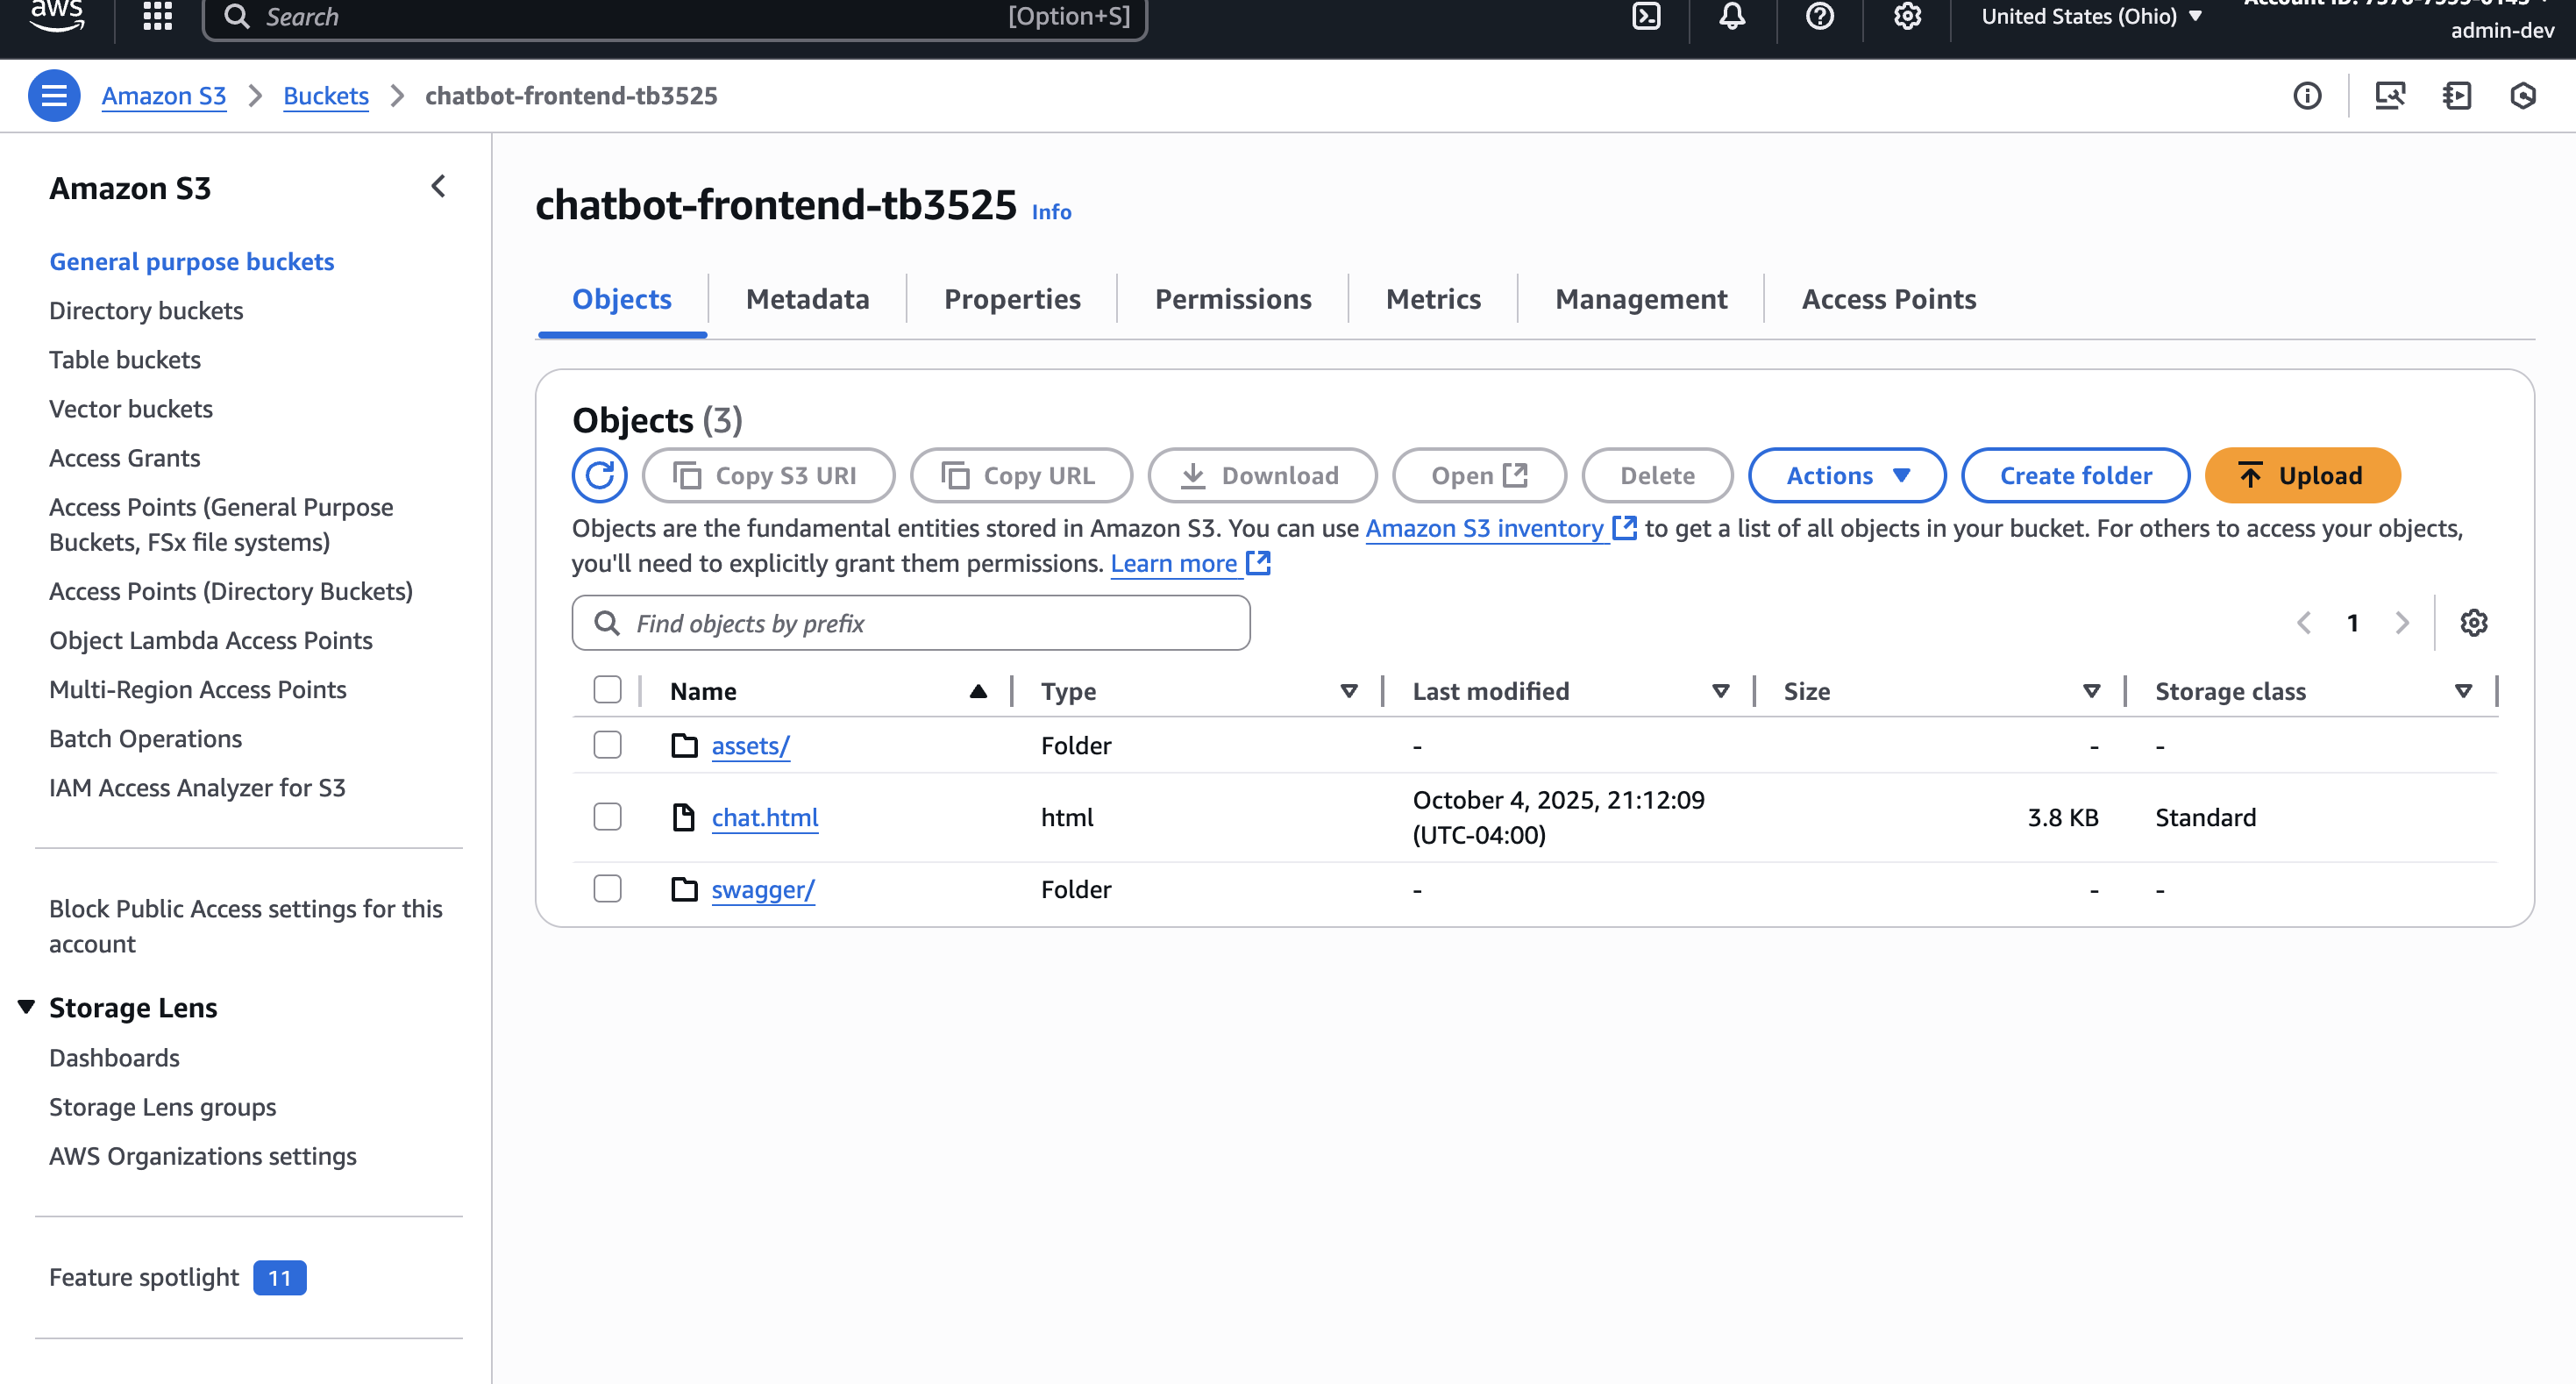 aws
Search
[Option+S]
United States (Ohio)
admin-dev
Amazon S3
Buckets
chatbot-frontend-tb3525
Amazon S3
General purpose buckets
Directory buckets
Table buckets
Vector buckets
Access Grants
Access Points (General Purpose
Buckets, FSx file systems)
Access Points (Directory Buckets)
Object Lambda Access Points
Multi-Region Access Points
Batch Operations
IAM Access Analyzer for S3
Block Public Access settings for this
account
Storage Lens
Dashboards
Storage Lens groups
AWS Organizations settings
Feature spotlight 11
chatbot-frontend-tb3525 Info
Objects Metadata Properties Permissions Metrics Management Access Points
Objects (3)
Copy S3 URI Copy URL Download Open Delete Actions Create folder Upload
Objects are the fundamental entities stored in Amazon S3. You can use Amazon S3 inventory to get a list of all objects in your bucket. For others to access your objects,
you'll need to explicitly grant them permissions. Learn more
Find objects by prefix
1
Name Type Last modified Size Storage class
assets/ Folder - - -
chat.html html October 4, 2025, 21:12:09
(UTC-04:00) 3.8 KB Standard
swagger/ Folder - - -